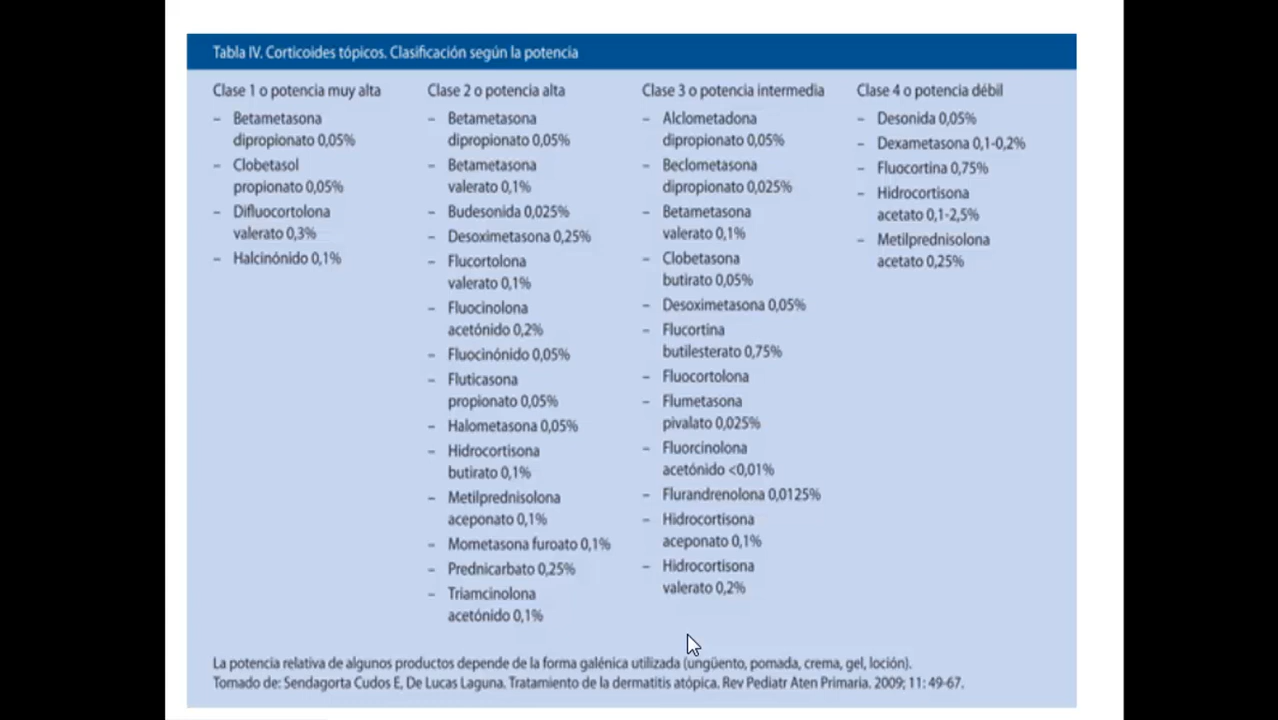 Tabla IV. Corticoides tópicos. Clasificación según la potencia
Clase 1 o potencia muy alta
– Betametasona
dipropionato 0,05%
– Clobetasol
propionato 0,05%
– Difluocortolona
valerato 0,3%
– Halcinónido 0,1%
Clase 2 o potencia alta
– Betametasona
dipropionato 0,05%
– Betametasona
valerato 0,1%
– Budesonida 0,025%
– Desoximetasona 0,25%
– Flucortolona
valerato 0,1%
– Fluocinolona
acetónido 0,2%
– Fluocinónido 0,05%
– Fluticasona
propionato 0,05%
– Halometasona 0,05%
– Hidrocortisona
butirato 0,1%
– Metilprednisolona
aceponato 0,1%
– Mometasona furoato 0,1%
– Prednicarbato 0,25%
– Triamcinolona
acetónido 0,1%
Clase 3 o potencia intermedia
– Alclometadona
dipropionato 0,05%
– Beclometasona
dipropionato 0,025%
– Betametasona
valerato 0,1%
– Clobetasona
butirato 0,05%
– Desoximetasona 0,05%
– Flucortina
butilesterato 0,75%
– Fluocortolona
– Flumetasona
pivalato 0,025%
– Fluorcinolona
acetónido <0,01%
– Flurandrenolona 0,0125%
– Hidrocortisona
aceponato 0,1%
– Hidrocortisona
valerato 0,2%
Clase 4 o potencia débil
– Desonida 0,05%
– Dexametasona 0,1-0,2%
– Fluocortina 0,75%
– Hidrocortisona
acetato 0,1-2,5%
– Metilprednisolona
acetato 0,25%
La potencia relativa de algunos productos depende de la forma galénica utilizada (ungüento, pomada, crema, gel, loción).
Tomado de: Sendagorta Cudos E, De Lucas Laguna. Tratamiento de la dermatitis atópica. Rev Pediatr Aten Primaria. 2009; 11: 49-67.